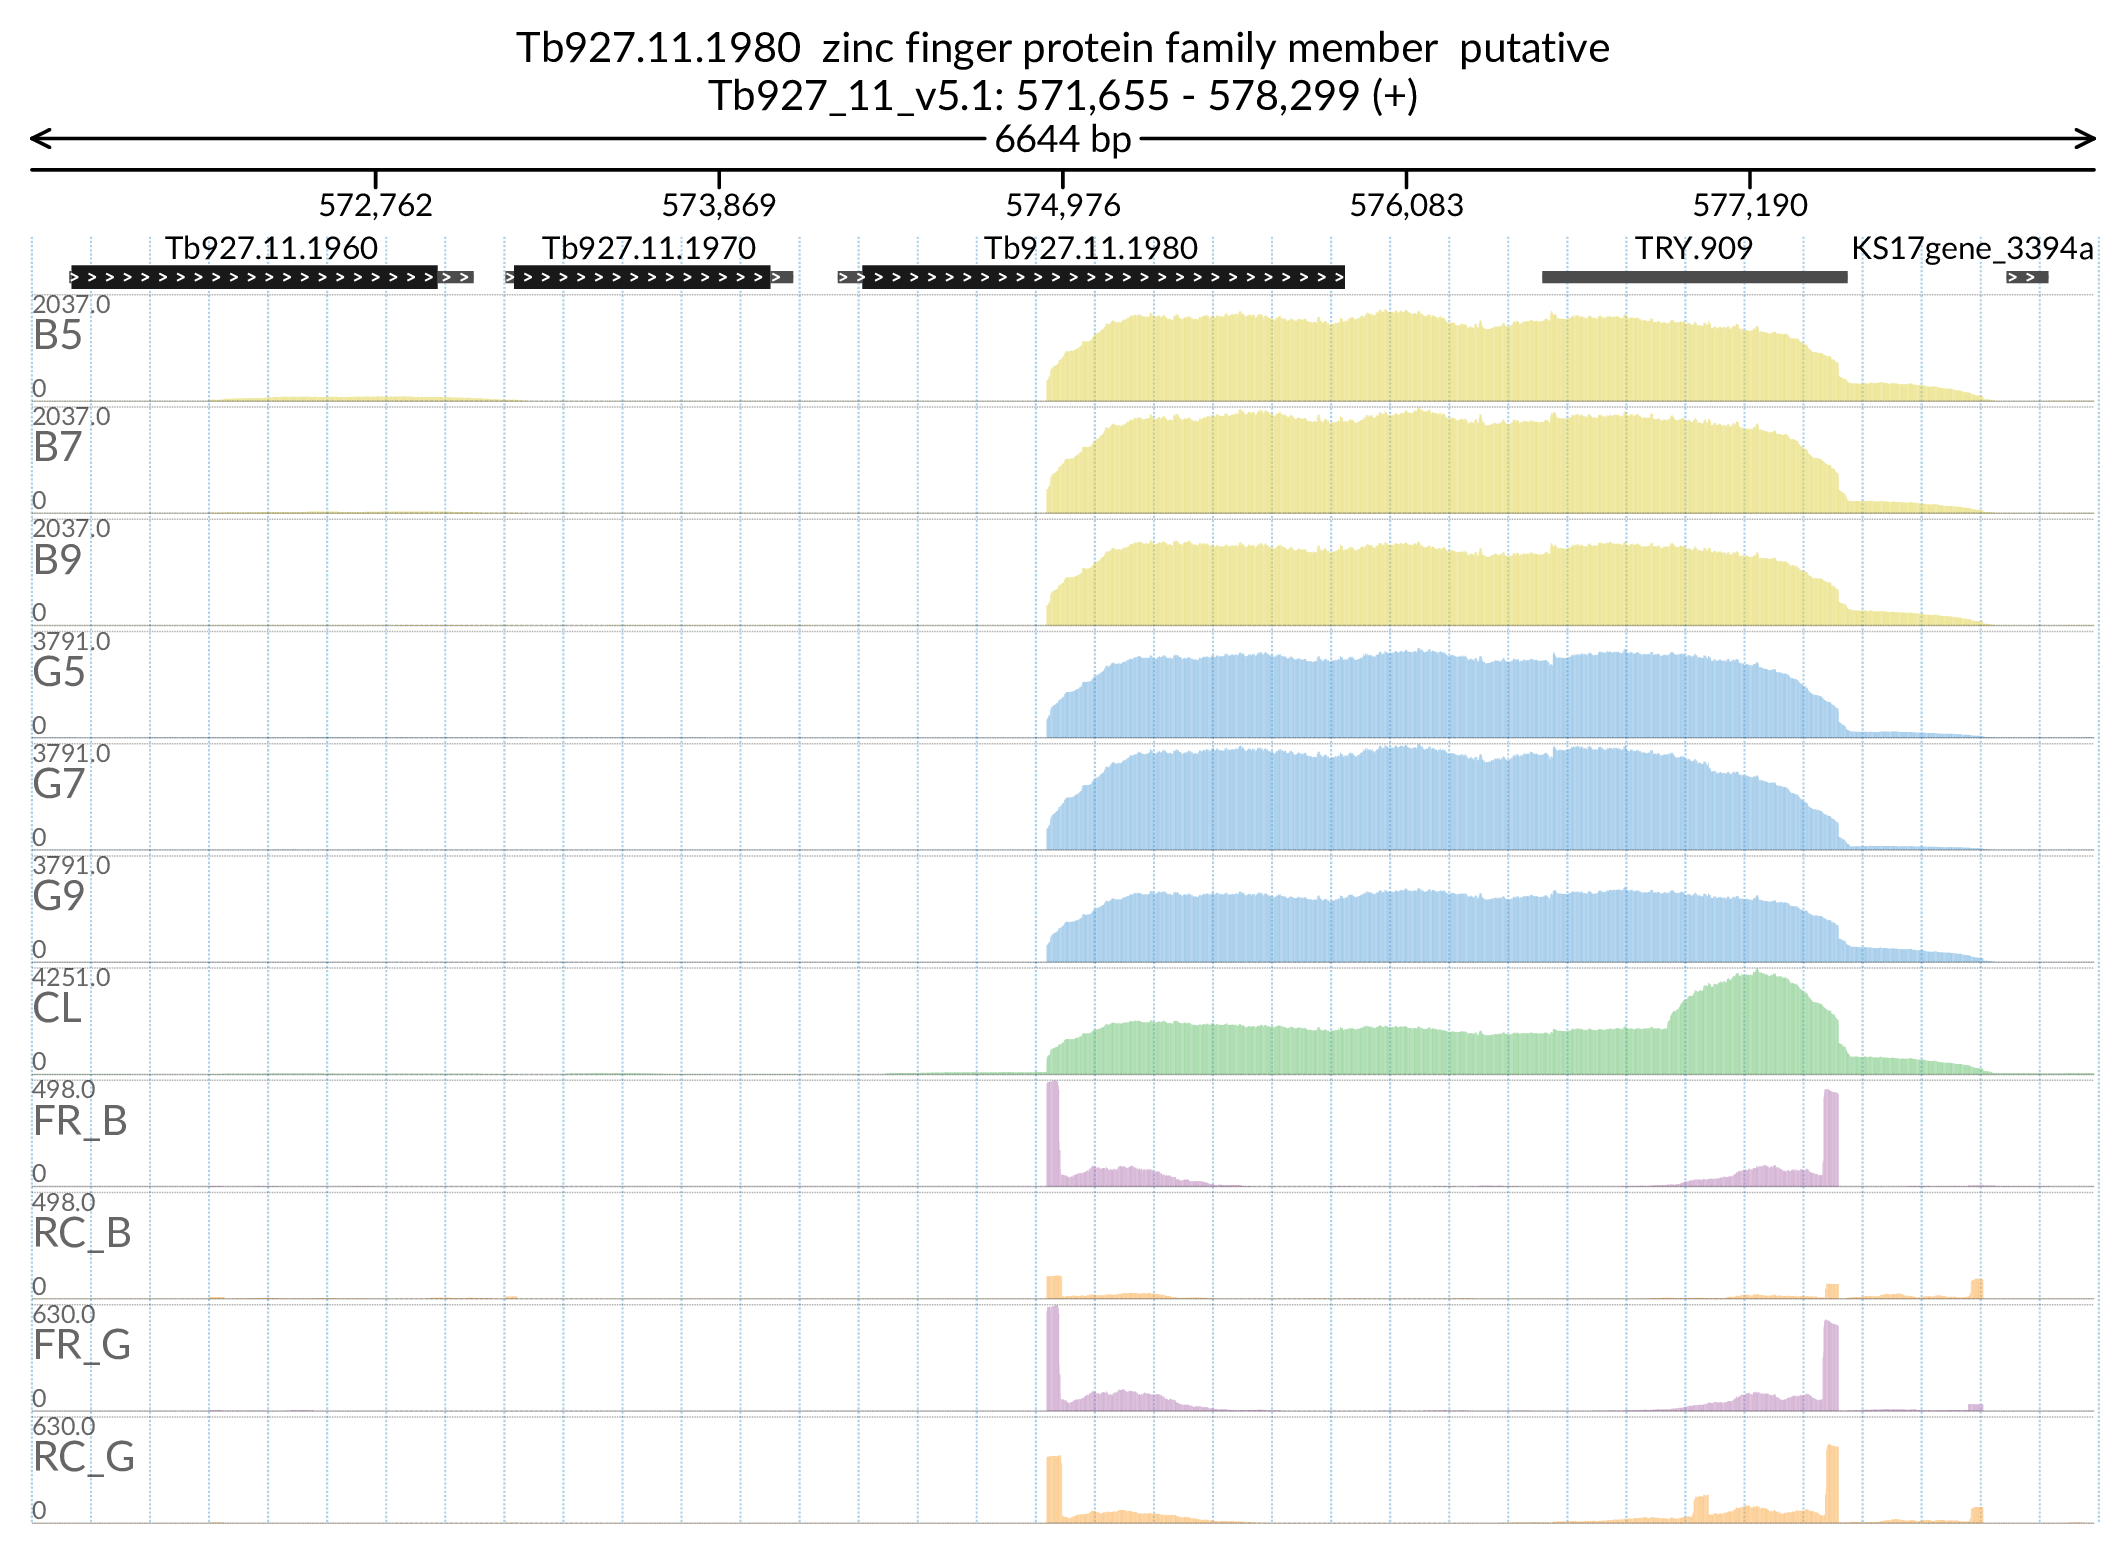 Tb927.11.1980 zinc finger protein family member putative
Tb927_11_v5.1: 571,655 - 578,299 (+)
6644 bp
572,762 573,869 574,976 576,083 577,190
Tb927.11.1960 Tb927.11.1970 Tb927.11.1980 TRY.909 KS17gene_3394a
2037.0
B5
0
2037.0
B7
0
2037.0
B9
0
3791.0
G5
0
3791.0
G7
0
3791.0
G9
0
4251.0
CL
0
498.0
FR_B
0
498.0
RC_B
0
630.0
FR_G
0
630.0
RC_G
0